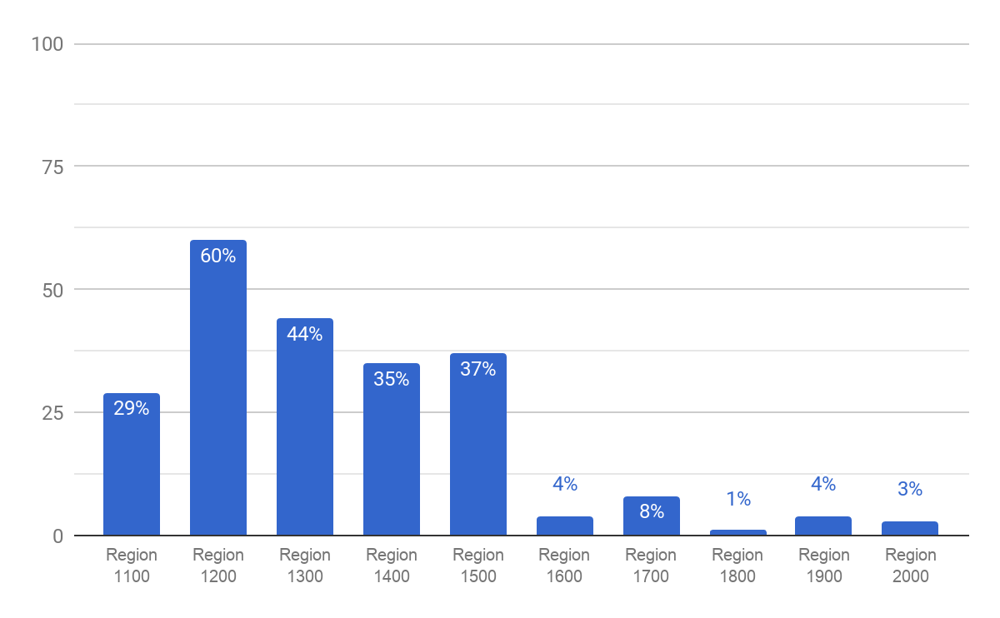 100
75
50
25
0
29%
60%
44%
35%
37%
4%
8%
1%
4%
3%
Region
1100
Region
1200
Region
1300
Region
1400
Region
1500
Region
1600
Region
1700
Region
1800
Region
1900
Region
2000